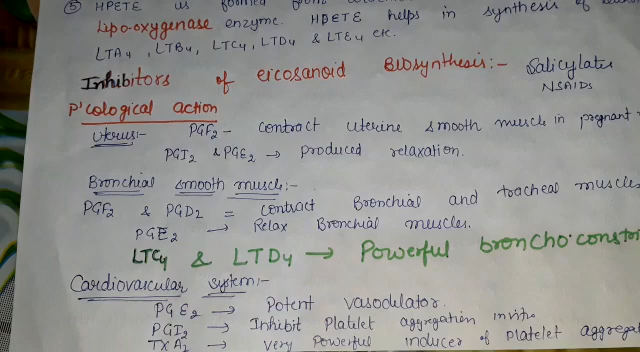 ⑤ HPETE is formed from
Lipo-oxygenase enzyme. HPETE helps in synthesis of
LTA4, LTB4, LTC4, LTD4 & LTE4 etc.
Inhibitors of eicosanoid Biosynthesis:- Salicylates
NSAIDs
P'cological action
Uterus:- PGF2 - contract uterine smooth muscle in pregnant
PGI2 & PGE2 → produced relaxation.
Bronchial smooth muscle:-
PGF2 & PGD2 = contract Bronchial and tracheal muscles
PGE2 → Relax Bronchial muscles.
LTC4 & LTD4 → Powerful broncho.constri
Cardiovascular system:-
PGE2 → Potent vasodelator.
PGI2 → Inhibit Platelet aggregation invitro
TXA2 → very Powerful inducer of platelet aggregat